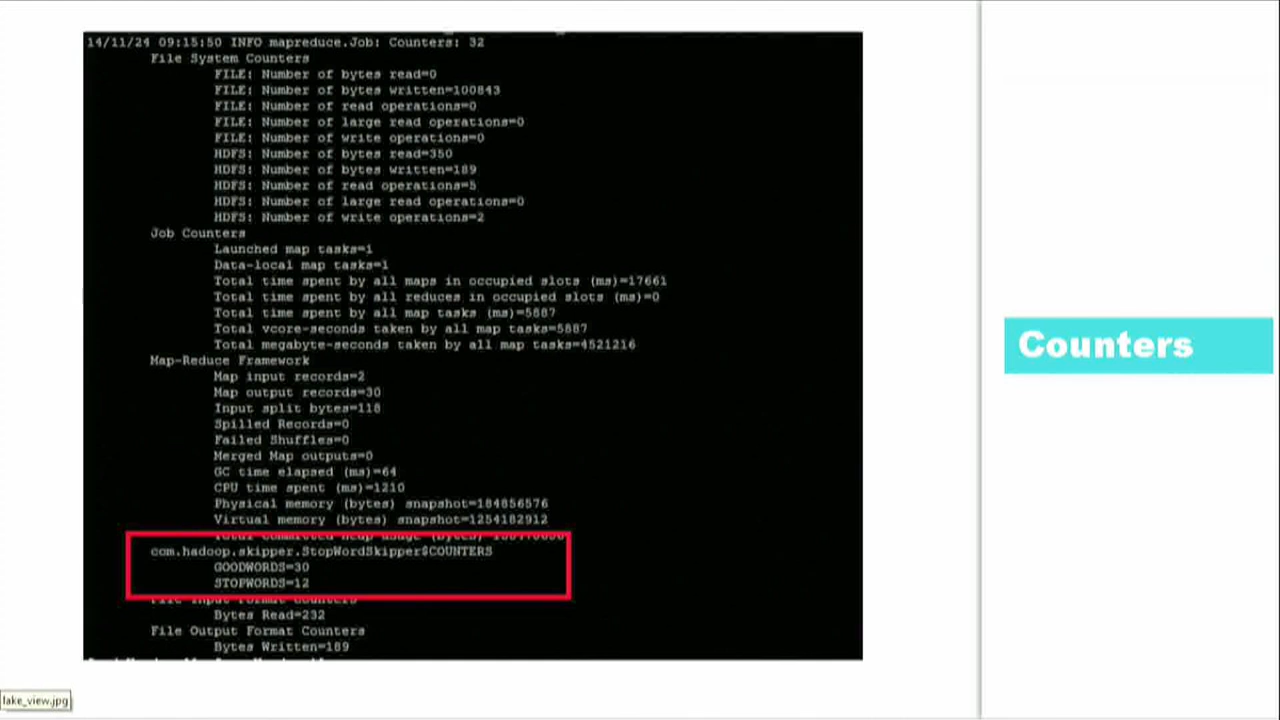 14/11/24 09:15:50 INFO mapreduce.Job: Counters: 32
File System Counters
FILE: Number of bytes read=0
FILE: Number of bytes written=100843
FILE: Number of read operations=0
FILE: Number of large read operations=0
FILE: Number of write operations=0
HDFS: Number of bytes read=350
HDFS: Number of bytes written=189
HDFS: Number of read operations=5
HDFS: Number of large read operations=0
HDFS: Number of write operations=2
Job Counters
Launched map tasks=1
Data-local map tasks=1
Total time spent by all maps in occupied slots (ms)=17661
Total time spent by all reduces in occupied slots (ms)=0
Total time spent by all map tasks (ms)=5887
Total vcore-seconds taken by all map tasks=5887
Total megabyte-seconds taken by all map tasks=4521216
Map-Reduce Framework
Map input records=2
Map output records=30
Input split bytes=118
Spilled Records=0
Failed Shuffles=0
Merged Map outputs=0
GC time elapsed (ms)=64
CPU time spent (ms)=1210
Physical memory (bytes) snapshot=184856576
Virtual memory (bytes) snapshot=1254182912
Total committed heap usage (bytes)
com.hadoop.skipper.StopWordSkipper$COUNTERS
GOODWORDS=30
STOPWORDS=12
File Input Format Counters
Bytes Read=232
File Output Format Counters
Bytes Written=189
Counters
lake_view.jpg